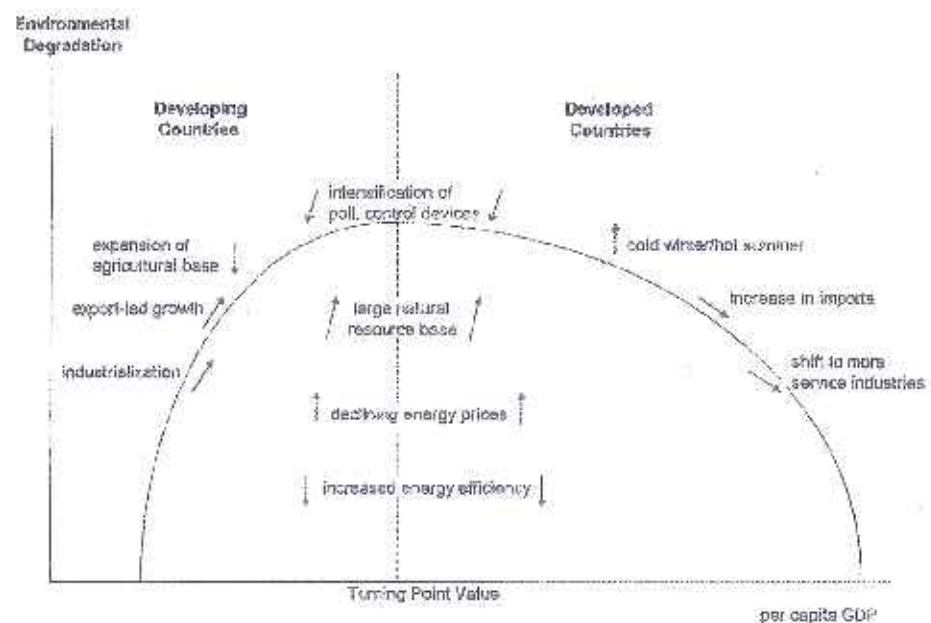 Environmental
Degradation
Developing
Countries
Developed
Countries
intensification of
poll. control devices
expansion of
agricultural base
cold winter/hot summer
export-led growth
large natural
resource base
increase in imports
industrialization
shift to more
service industries
declining energy prices
increased energy efficiency
Turning Point Value
per capita GDP